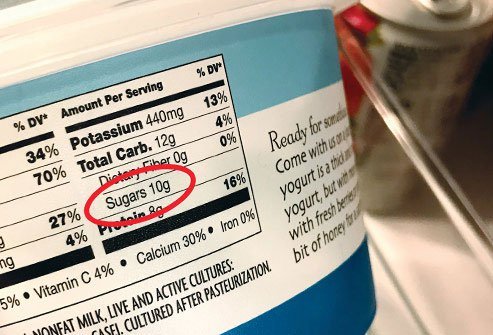 % DV* Amount Per Serving % DV*
34% Potassium 440mg 13%
70% Total Carb. 12g 4%
Dietary Fiber 0g 0%
Sugars 10g
27% Protein 8g 16%
4%
5% • Vitamin C 4% • Calcium 30% • Iron 0%
NONFAT MILK, LIVE AND ACTIVE CULTURES:
CASEI. CULTURED AFTER PASTEURIZATION.
Ready for
Come with us on a
yogurt is a thick
yogurt, but with
with fresh
bit of honey for a